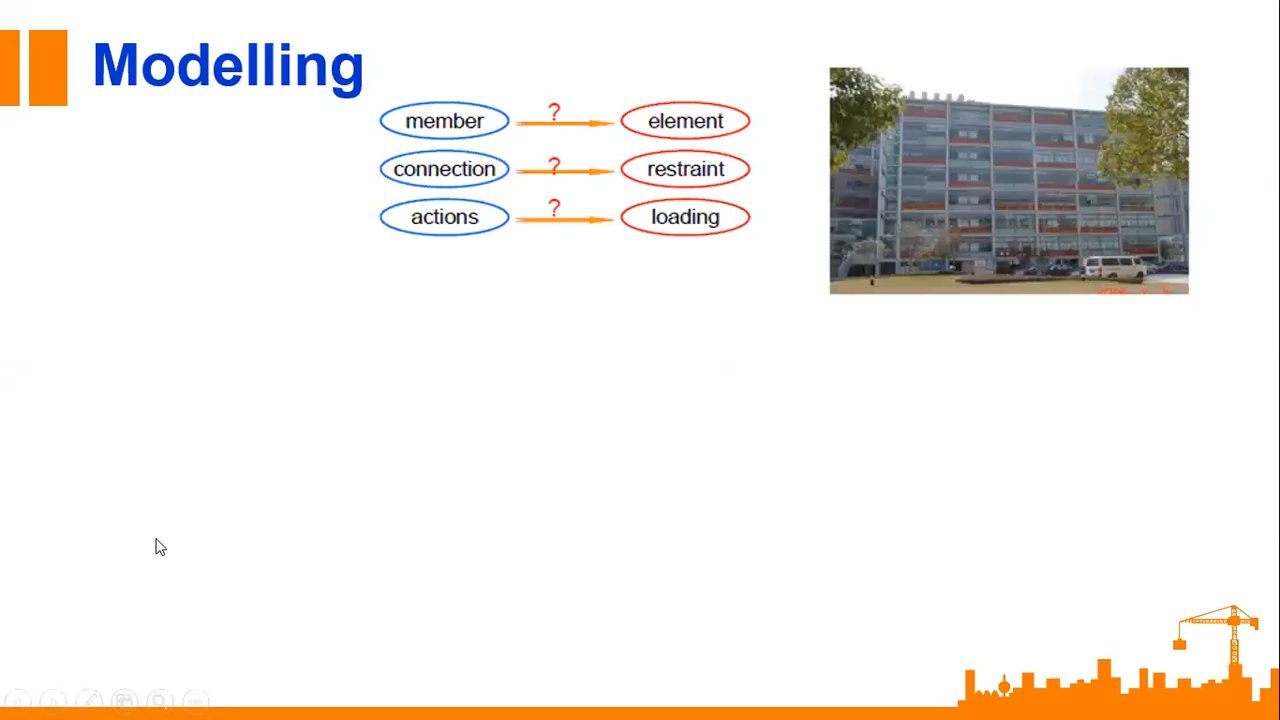 Modelling
member ? element
connection ? restraint
actions ? loading